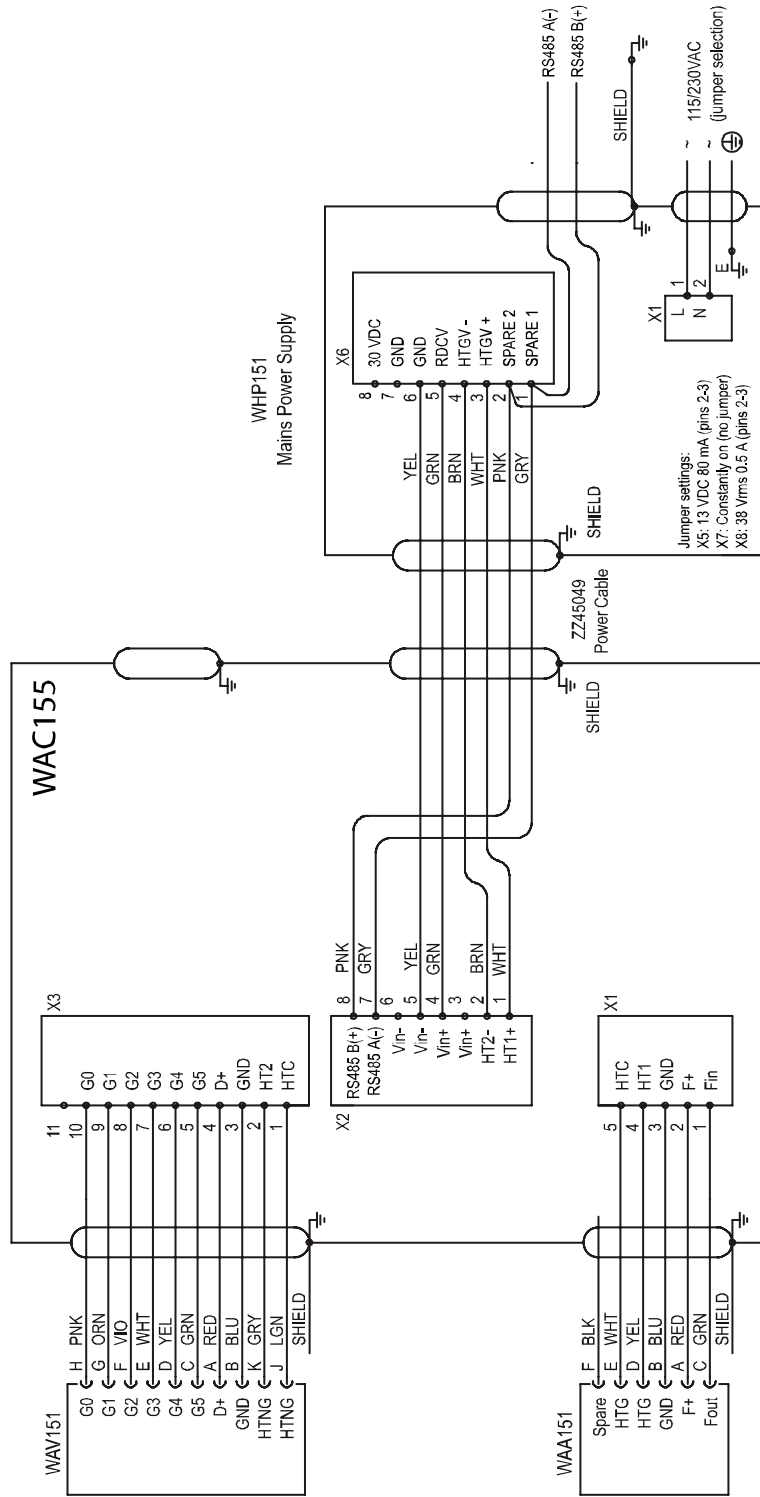 WAC155
WHP151
Mains Power Supply
WAV151
G0 H PNK
G1 G ORN
G2 F VIO
G3 E WHT
G4 D YEL
G5 C GRN
D+ A RED
GND B BLU
HTNG K GRY
HTNG J LGN
SHIELD
X3
11
10 G0
9 G1
8 G2
7 G3
6 G4
5 G5
4 D+
3 GND
2 HT2
1 HTC
X2
RS485 B(+) 8 PNK
RS485 A(-) 7 GRY
Vin- 6
Vin- 5 YEL
Vin+ 4 GRN
Vin+ 3
HT2- 2 BRN
HT1+ 1 WHT
WAA151
Spare F BLK
HTG E WHT
HTG D YEL
GND B BLU
F+ A RED
Fout C GRN
SHIELD
X1
5 HTC
4 HT1
3 GND
2 F+
1 Fin
SHIELD
ZZ45049
Power Cable
SHIELD
X6
8 30 VDC
7 GND
YEL 6 GND
GRN 5 RDCV
BRN 4 HTGV -
WHT 3 HTGV +
PNK 2 SPARE 2
GRY 1 SPARE 1
RS485 A(-)
RS485 B(+)
SHIELD
X1
L 1 ~
N 2 ~
E
115/230VAC
(jumper selection)
Jumper settings:
X5: 13 VDC 80 mA (pins 2-3)
X7: Constantly on (no jumper)
X8: 38 Vrms 0.5 A (pins 2-3)